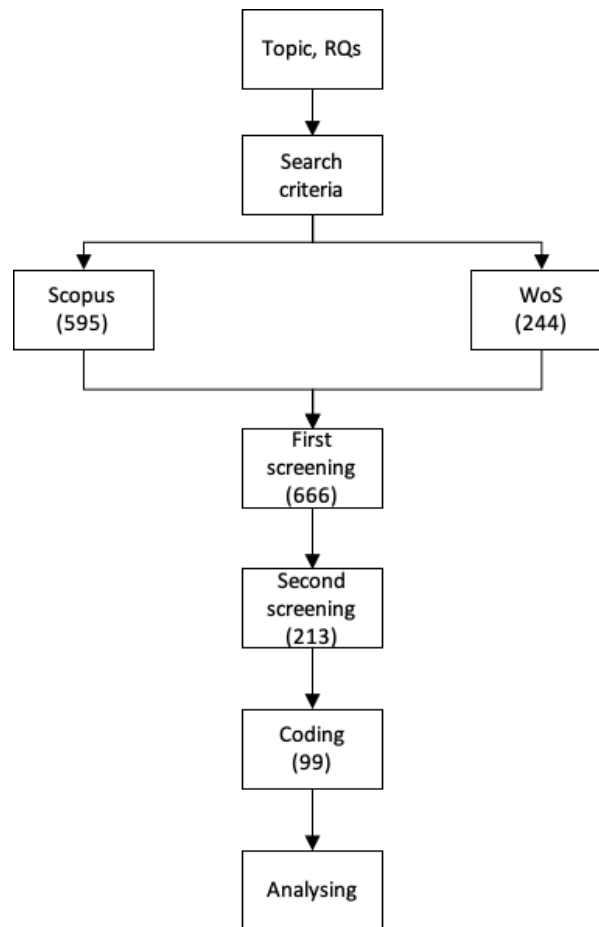 Topic, RQs
Search
criteria
Scopus
(595)
WoS
(244)
First
screening
(666)
Second
screening
(213)
Coding
(99)
Analysing